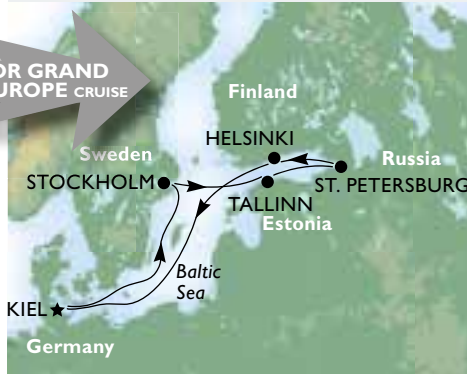 OR GRAND
UROPE CRUISE
Finland
HELSINKI
Sweden
Russia
STOCKHOLM
ST. PETERSBURG
TALLINN
Estonia
Baltic
Sea
KIEL
Germany